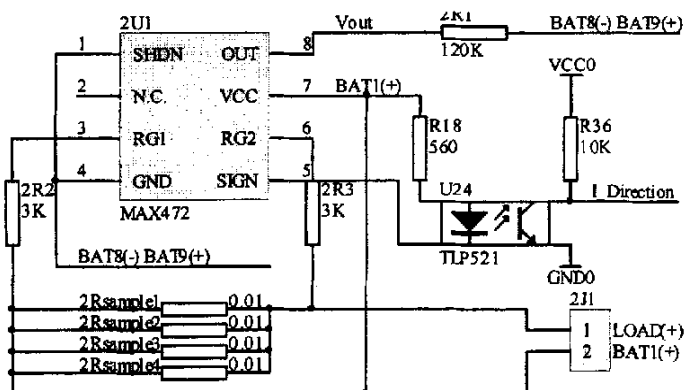 2U1
1
SHDN
OUT
8
Vout
2R1
120K
BAT8(-) BAT9(+)
2
N.C.
VCC
7
BAT1(+)
VCC0
3
RG1
RG2
6
R18
560
R36
10K
4
GND
SIGN
5
2R2
3K
MAX472
2R3
3K
U24
I_Direction
TLP521
BAT8(-) BAT9(+)
GND0
2J1
2Rsample1
0.01
2Rsample2
0.01
2Rsample3
0.01
2Rsample4
0.01
1
LOAD(+)
2
BAT1(+)